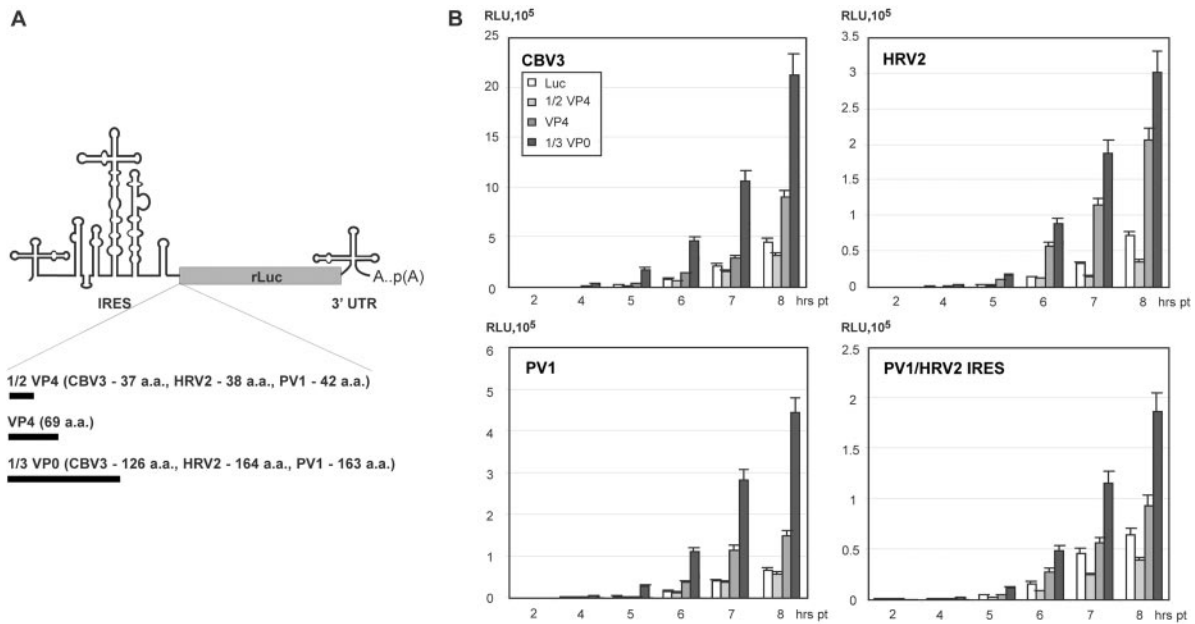 A
IRES
rLuc
3' UTR
A..p(A)
1/2 VP4 (CBV3 - 37 a.a., HRV2 - 38 a.a., PV1 - 42 a.a.)
VP4 (69 a.a.)
1/3 VP0 (CBV3 - 126 a.a., HRV2 - 164 a.a., PV1 - 163 a.a.)
B
RLU,10⁵
CBV3
Luc
1/2 VP4
VP4
1/3 VP0
25
20
15
10
5
0
2 4 5 6 7 8 hrs pt
RLU,10⁵
HRV2
3.5
3
2.5
2
1.5
1
0.5
0
2 4 5 6 7 8 hrs pt
RLU,10⁵
PV1
6
5
4
3
2
1
0
2 4 5 6 7 8 hrs pt
RLU,10⁵
PV1/HRV2 IRES
2.5
2
1.5
1
0.5
0
2 4 5 6 7 8 hrs pt